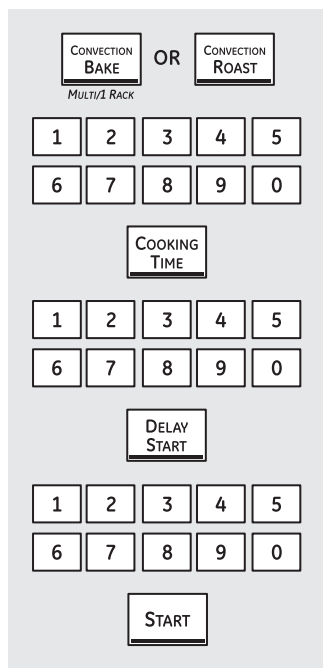 CONVECTION BAKE OR CONVECTION ROAST
MULTI/1 RACK
1 2 3 4 5
6 7 8 9 0
COOKING
TIME
1 2 3 4 5
6 7 8 9 0
DELAY
START
1 2 3 4 5
6 7 8 9 0
START